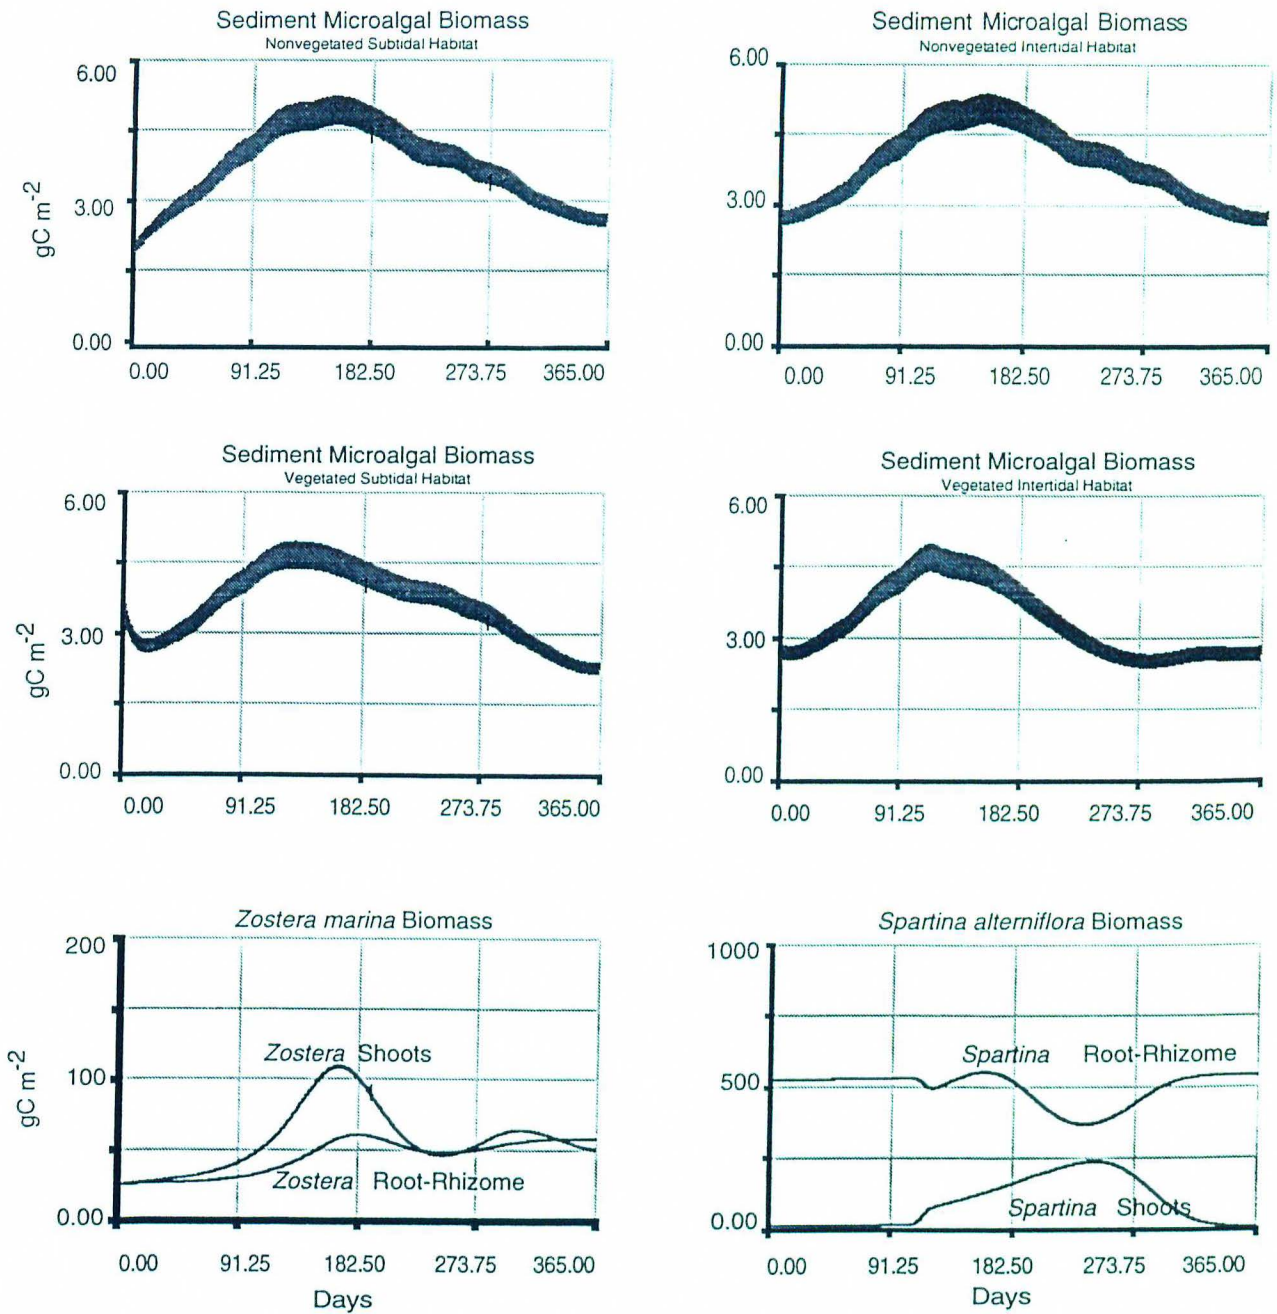 Sediment Microalgal Biomass
Nonvegetated Subtidal Habitat
6.00
3.00
0.00
gC m-2
0.00 91.25 182.50 273.75 365.00
Sediment Microalgal Biomass
Nonvegetated Intertidal Habitat
6.00
3.00
0.00
0.00 91.25 182.50 273.75 365.00
Sediment Microalgal Biomass
Vegetated Subtidal Habitat
6.00
3.00
0.00
gC m-2
0.00 91.25 182.50 273.75 365.00
Sediment Microalgal Biomass
Vegetated Intertidal Habitat
6.00
3.00
0.00
0.00 91.25 182.50 273.75 365.00
Zostera marina Biomass
200
100
0.00
gC m-2
Zostera Shoots
Zostera Root-Rhizome
0.00 91.25 182.50 273.75 365.00
Days
Spartina alterniflora Biomass
1000
500
0.00
Spartina Root-Rhizome
Spartina Shoots
0.00 91.25 182.50 273.75 365.00
Days